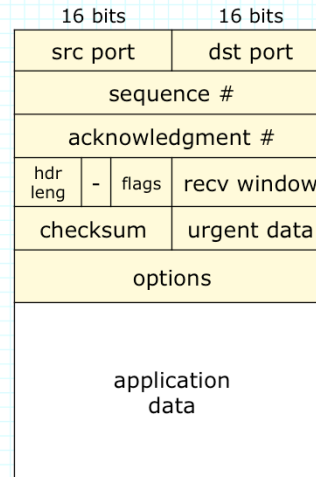 16 bits 16 bits
src port dst port
sequence #
acknowledgment #
hdr leng - flags recv window
checksum urgent data
options
application
data